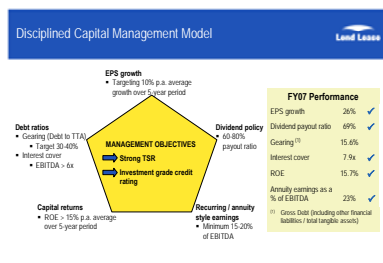 Disciplined Capital Management Model
Lend Lease
EPS growth
▪ Targeting 10% p.a. average
growth over 5-year period
Debt ratios
▪ Gearing (Debt to TTA)
▪ Target 30-40%
▪ Interest cover
▪ EBITDA > 6x
Dividend policy
▪ 60-80%
payout ratio
MANAGEMENT OBJECTIVES
Strong TSR
Investment grade credit
rating
Capital returns
▪ ROE > 15% p.a. average
over 5-year period
Recurring / annuity
style earnings
▪ Minimum 15-20%
of EBITDA
FY07 Performance
EPS growth 26% ✔
Dividend payout ratio 69% ✔
Gearing (1) 15.6%
Interest cover 7.9x ✔
ROE 15.7% ✔
Annuity earnings as a
% of EBITDA 23% ✔
(1) Gross Debt (including other financial
liabilities / total tangible assets)